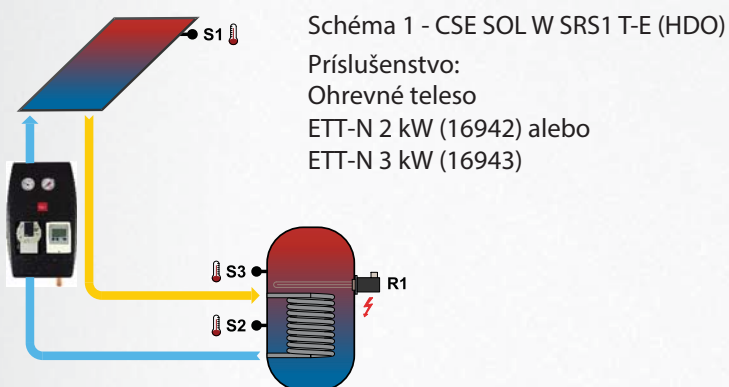 Schéma 1 - CSE SOL W SRS1 T-E (HDO)
Príslušenstvo:
Ohrevné teleso
ETT-N 2 kW (16942) alebo
ETT-N 3 kW (16943)
S1
S3
R1
S2